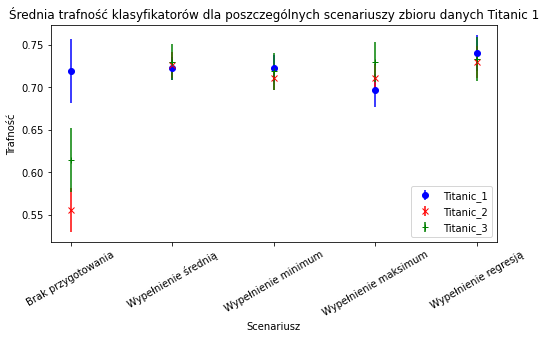 Średnia trafność klasyfikatorów dla poszczególnych scenariuszy zbioru danych Titanic 1
0.75
0.70
0.65
0.60
0.55
Trafność
Titanic_1
Titanic_2
Titanic_3
Brak przygotowania
Wypełnienie średnią
Wypełnienie minimum
Wypełnienie maksimum
Wypełnienie regresją
Scenariusz